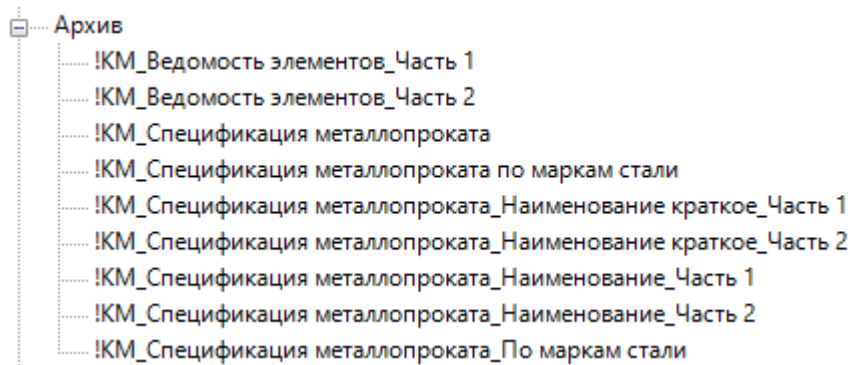 Архив
!КМ_Ведомость элементов_Часть 1
!КМ_Ведомость элементов_Часть 2
!КМ_Спецификация металлопроката
!КМ_Спецификация металлопроката по маркам стали
!КМ_Спецификация металлопроката_Наименование краткое_Часть 1
!КМ_Спецификация металлопроката_Наименование краткое_Часть 2
!КМ_Спецификация металлопроката_Наименование_Часть 1
!КМ_Спецификация металлопроката_Наименование_Часть 2
!КМ_Спецификация металлопроката_По маркам стали